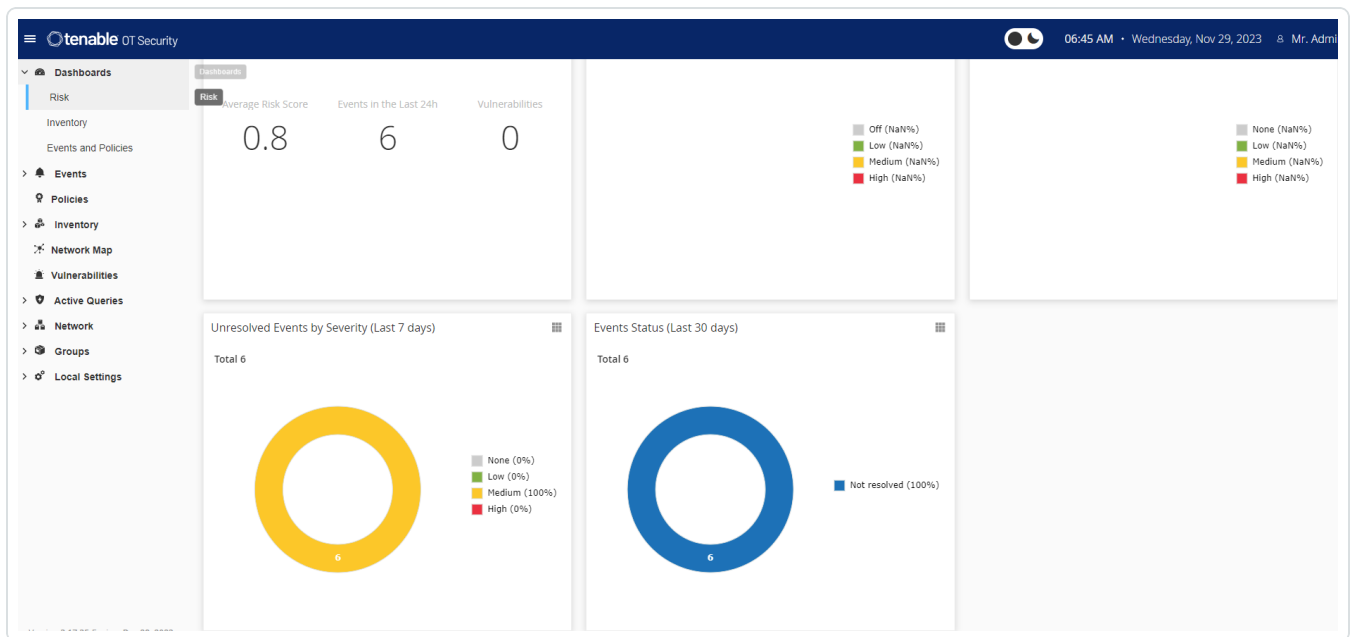 tenable OT Security
06:45 AM • Wednesday, Nov 29, 2023 Mr. Admi
Dashboards
Risk
Inventory
Events and Policies
Events
Policies
Inventory
Network Map
Vulnerabilities
Active Queries
Network
Groups
Local Settings
Dashboards
Risk
Average Risk Score
0.8
Events in the Last 24h
6
Vulnerabilities
0
Off (NaN%)
Low (NaN%)
Medium (NaN%)
High (NaN%)
None (NaN%)
Low (NaN%)
Medium (NaN%)
High (NaN%)
Unresolved Events by Severity (Last 7 days)
Total 6
6
None (0%)
Low (0%)
Medium (100%)
High (0%)
Events Status (Last 30 days)
Total 6
6
Not resolved (100%)